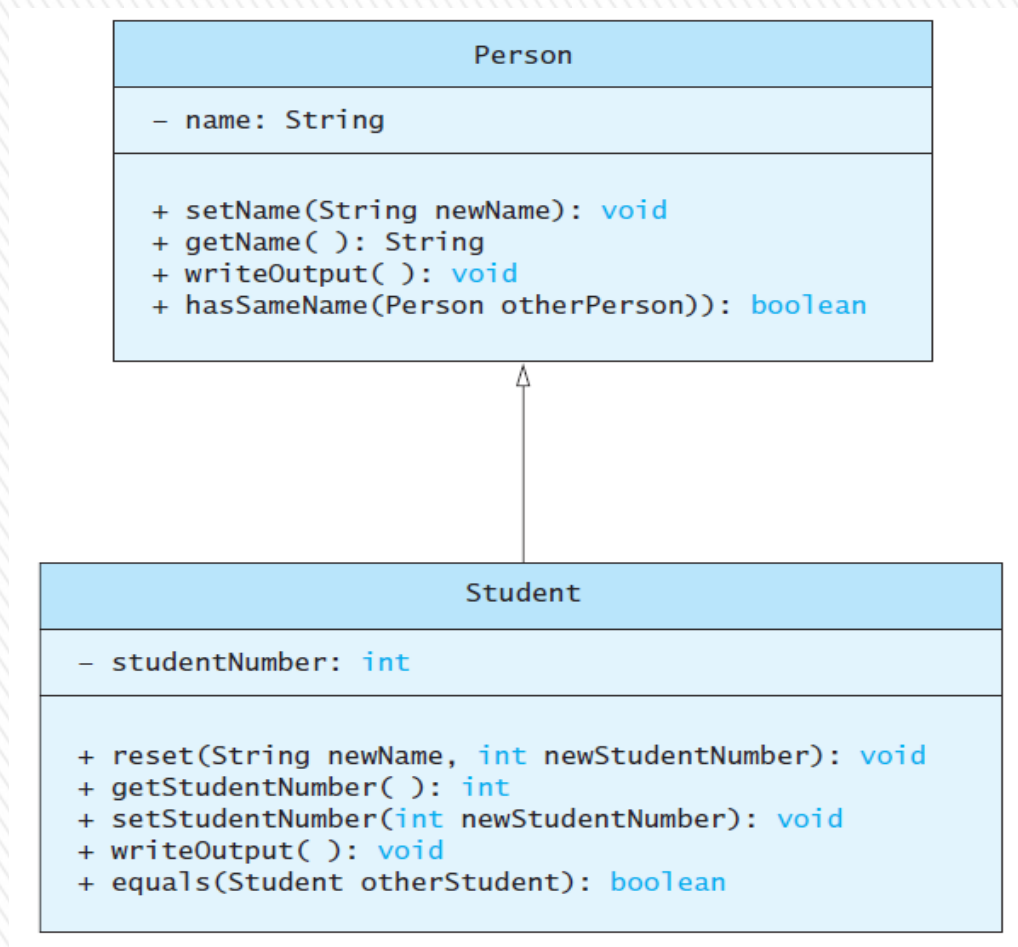 Person
– name: String
+ setName(String newName): void
+ getName( ): String
+ writeOutput( ): void
+ hasSameName(Person otherPerson)): boolean
Student
– studentNumber: int
+ reset(String newName, int newStudentNumber): void
+ getStudentNumber( ): int
+ setStudentNumber(int newStudentNumber): void
+ writeOutput( ): void
+ equals(Student otherStudent): boolean